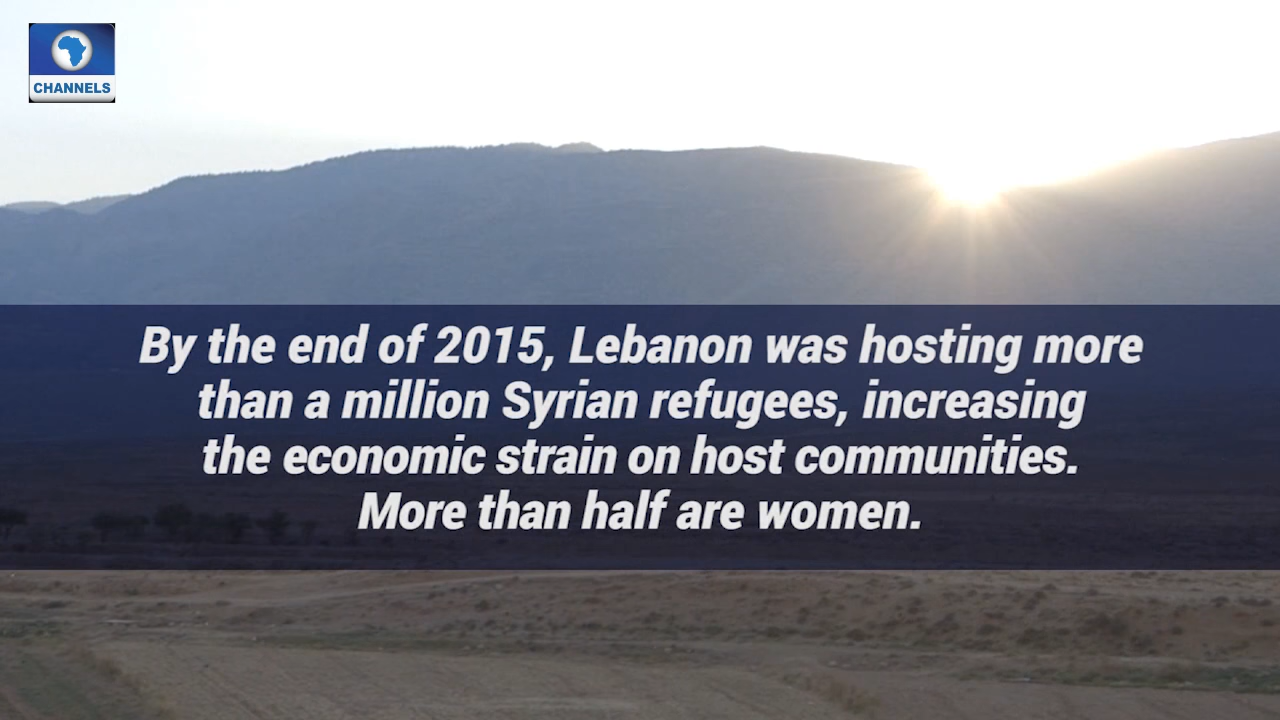 CHANNELS
By the end of 2015, Lebanon was hosting more
than a million Syrian refugees, increasing
the economic strain on host communities.
More than half are women.